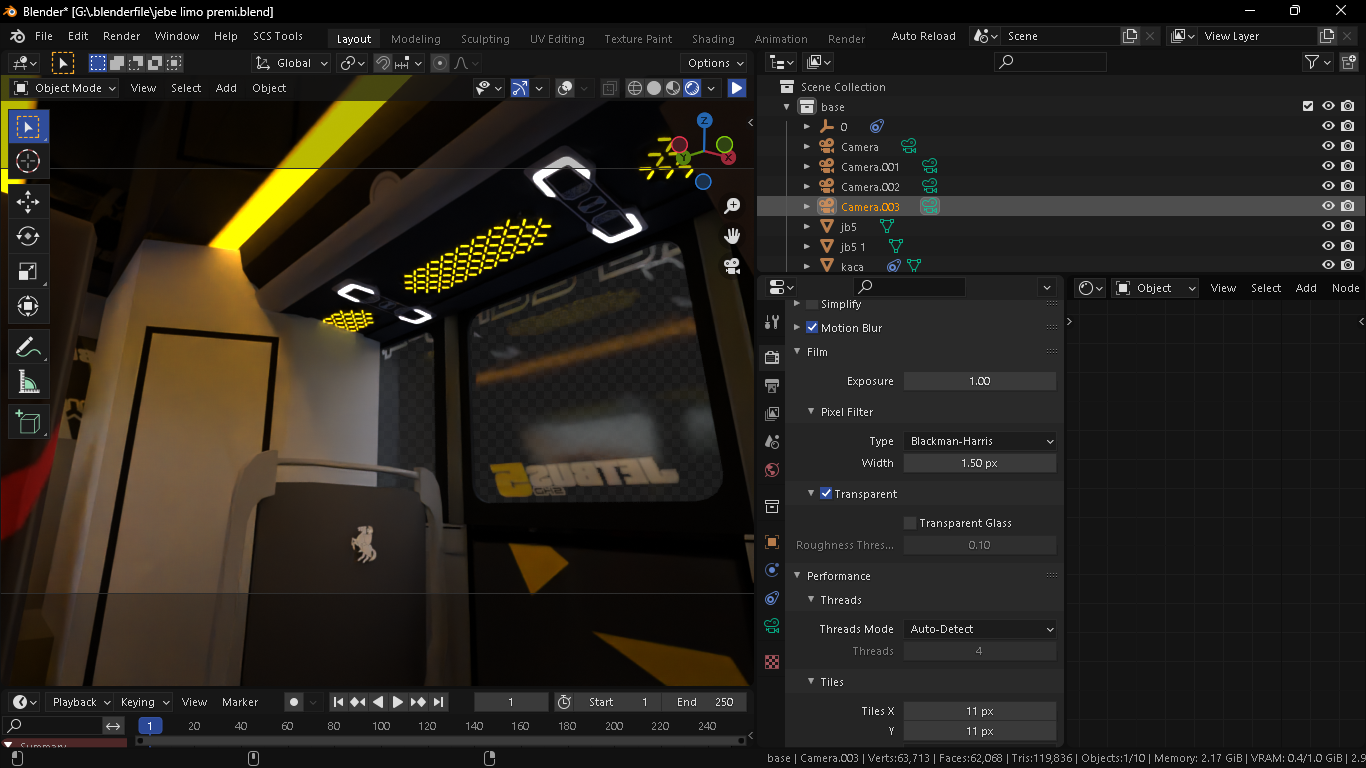 Blender* [G:\.blenderfile\jebe limo premi.blend]
File Edit Render Window Help SCS Tools
Layout Modeling Sculpting UV Editing Texture Paint Shading Animation Render
Auto Reload Scene View Layer
Global Options
Object Mode View Select Add Object
Z
Y X
JETBUS 5
Scene Collection
base
0
Camera
Camera.001
Camera.002
Camera.003
jb5
jb5 1
kaca
Object View Select Add Node
Simplify
Motion Blur
Film
Exposure 1.00
Pixel Filter
Type Blackman-Harris
Width 1.50 px
Transparent
Transparent Glass
Roughness Thres... 0.10
Performance
Threads
Threads Mode Auto-Detect
Threads 4
Tiles
Tiles X 11 px
Y 11 px
Playback Keying View Marker 1 Start 1 End 250
1 20 40 60 80 100 120 140 160 180 200 220 240
Summary
base | Camera.003 | Verts:63,713 | Faces:62,068 | Tris:119,836 | Objects:1/10 | Memory: 2.17 GiB | VRAM: 0.4/1.0 GiB | 2.9